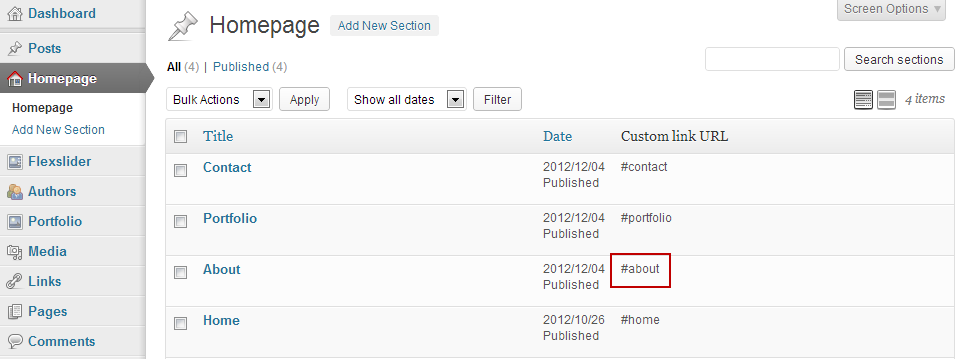 Dashboard
Posts
Homepage
Homepage
Add New Section
Flexslider
Authors
Portfolio
Media
Links
Pages
Comments
Screen Options
Homepage Add New Section
All (4) | Published (4)
Search sections
Bulk Actions Apply Show all dates Filter 4 items
Title Date Custom link URL
Contact 2012/12/04 #contact
Published
Portfolio 2012/12/04 #portfolio
Published
About 2012/12/04 #about
Published
Home 2012/10/26 #home
Published